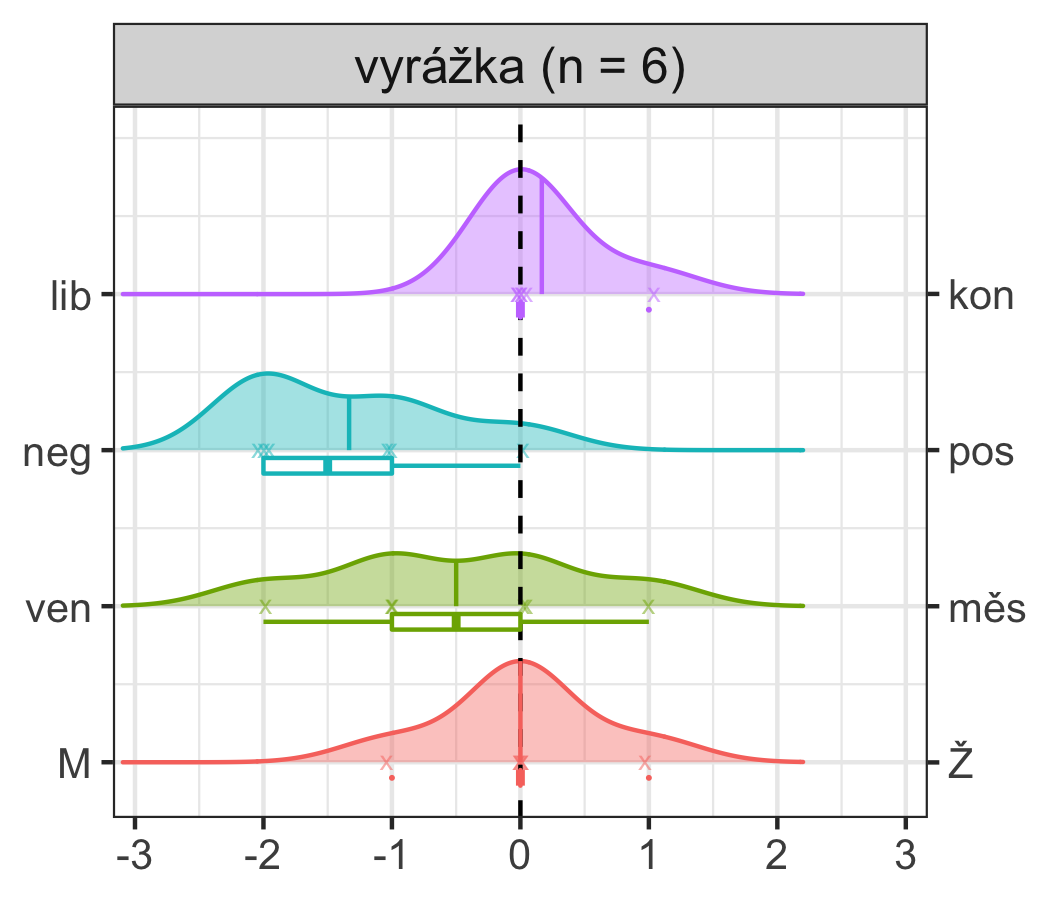 vyrážka (n = 6)
lib kon
neg pos
ven měs
M Ž
-3 -2 -1 0 1 2 3